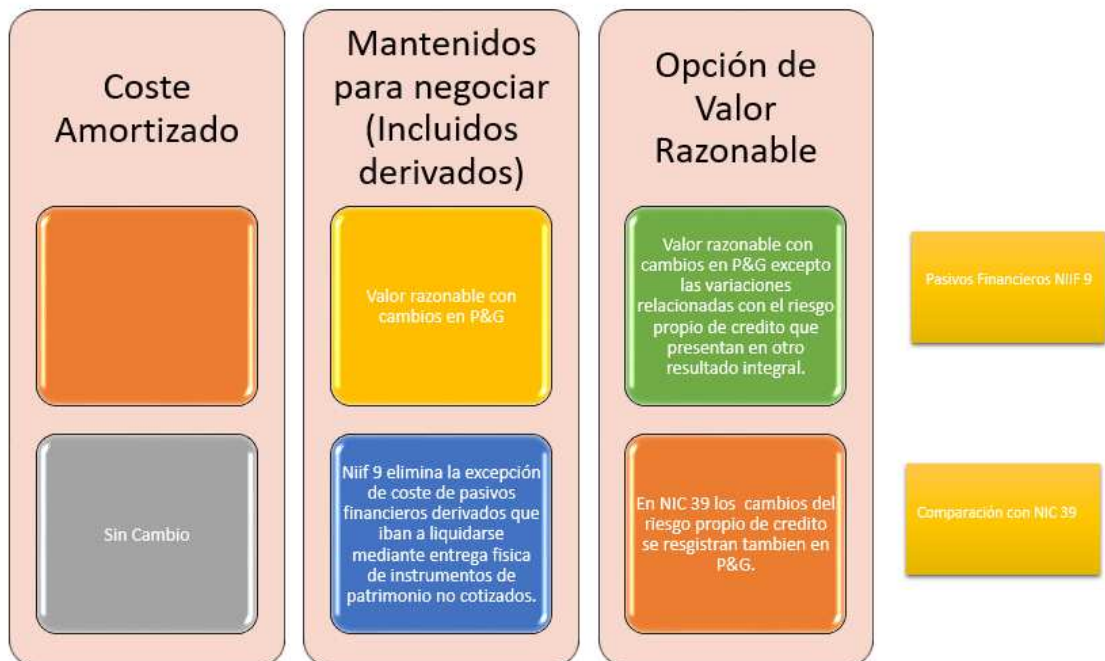 Coste
Amortizado
Mantenidos
para negociar
(Incluidos
derivados)
Opción de
Valor
Razonable
Valor razonable con
cambios en P&G
Valor razonable con
cambios en P&G excepto
las variaciones
relacionadas con el riesgo
propio de credito que
presentan en otro
resultado integral.
Pasivos Financieros NIIF 9
Sin Cambio
Niif 9 elimina la excepción
de coste de pasivos
financieros derivados que
iban a liquidarse
mediante entrega física
de instrumentos de
patrimonio no cotizados.
En NIC 39 los cambios del
riesgo propio de credito
se resgistran tambien en
P&G.
Comparación con NIC 39